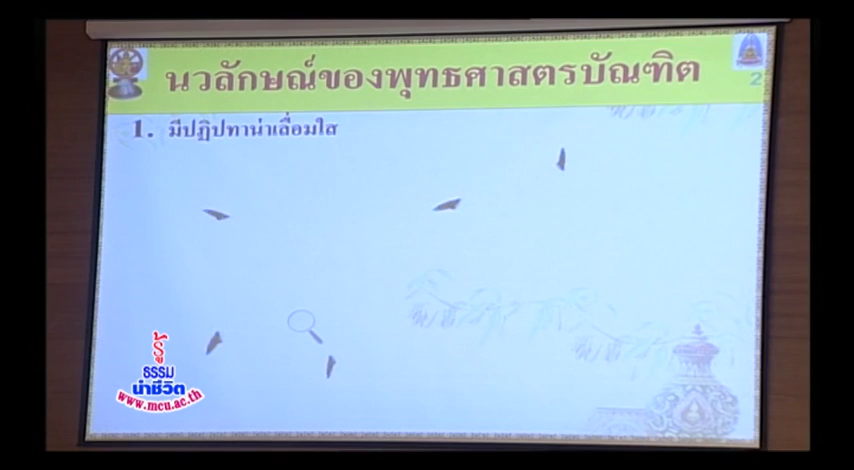 นวลักษณ์ของพุทธศาสตรบัณฑิต
2
1. มีปฏิปทาน่าเลื่อมใส
รู้
ธรรม
นำชีวิต
www.mcu.ac.th